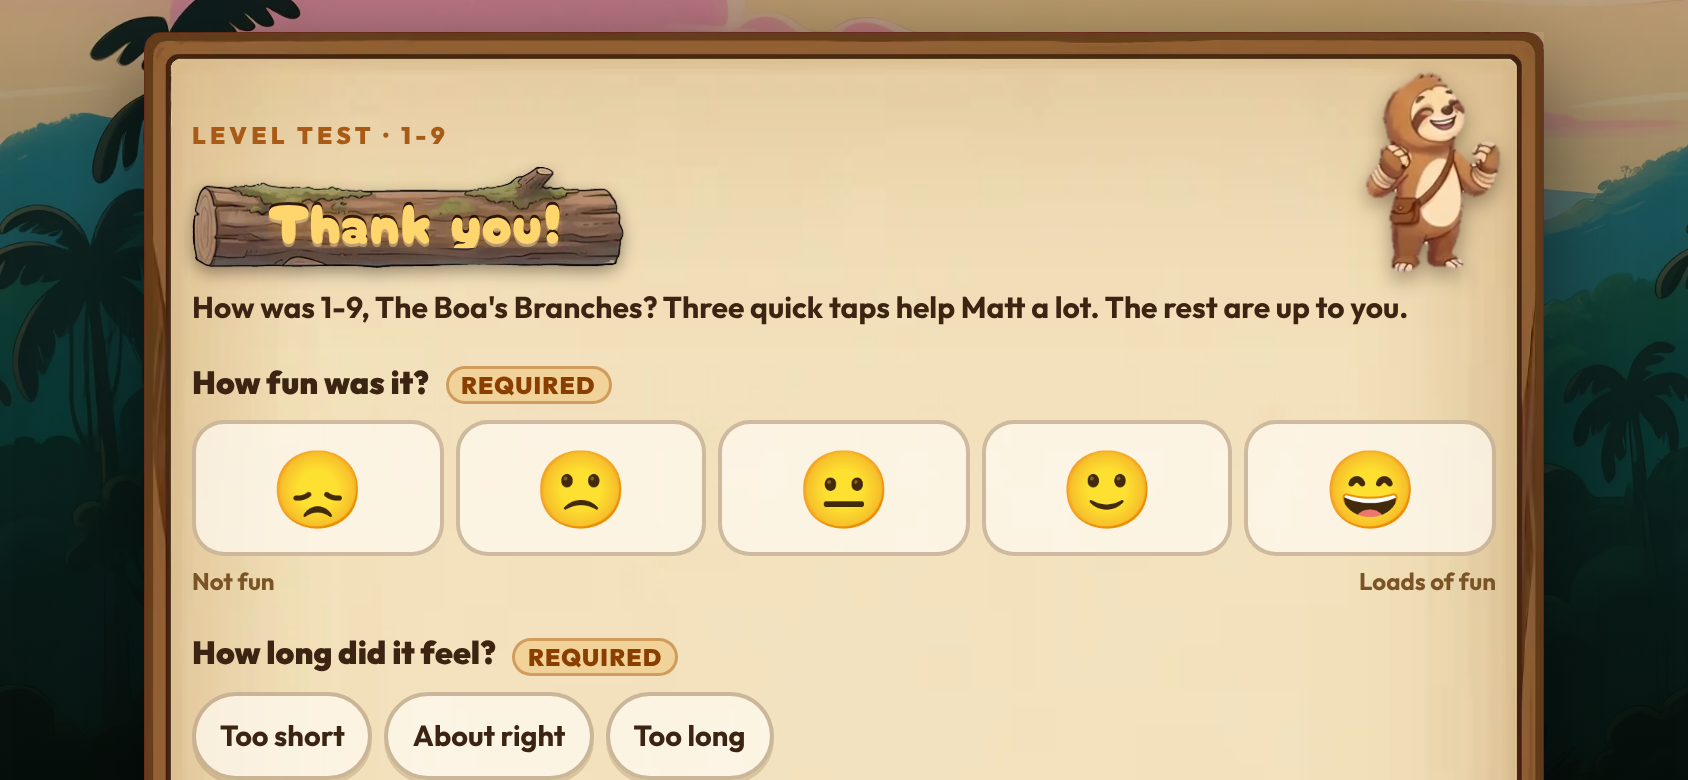 LEVEL TEST · 1-9
Thank you!
How was 1-9, The Boa's Branches? Three quick taps help Matt a lot. The rest are up to you.
How fun was it? REQUIRED
Not fun Loads of fun
How long did it feel? REQUIRED
Too short About right Too long